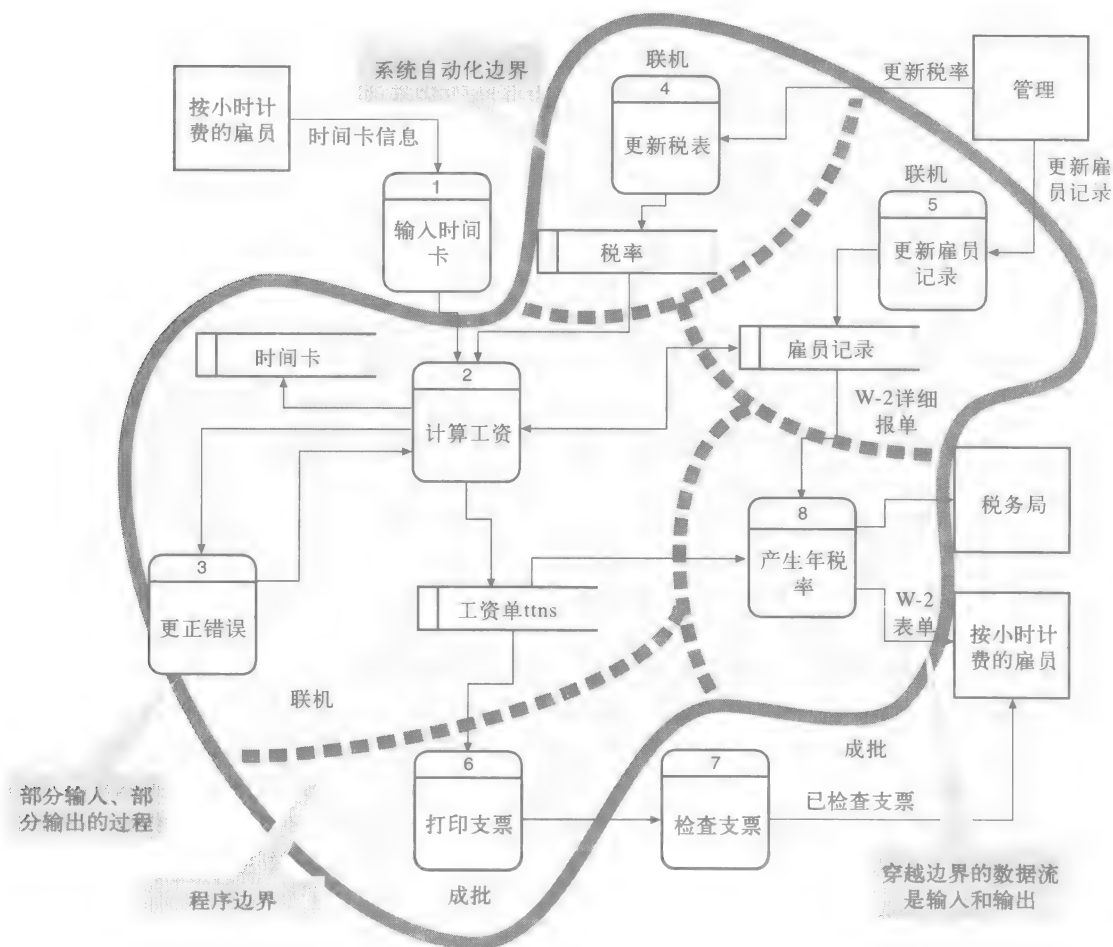 系统自动化边界
联机
4
更新税表
更新税率
管理
按小时计
费的雇员
时间卡信息
1
输入时间
卡
联机
5
更新雇员
记录
更新雇
员记录
税率
时间卡
2
计算工资
雇员记录
W-2详细
报单
税务局
8
产生年税
率
3
更正错误
工资单ttns
W-2
表单
按小时计
费的雇员
联机
成批
部分输入、部
分输出的过程
6
打印支票
7
检查支票
已检查支票
程序边界
成批
穿越边界的数据流
是输入和输出